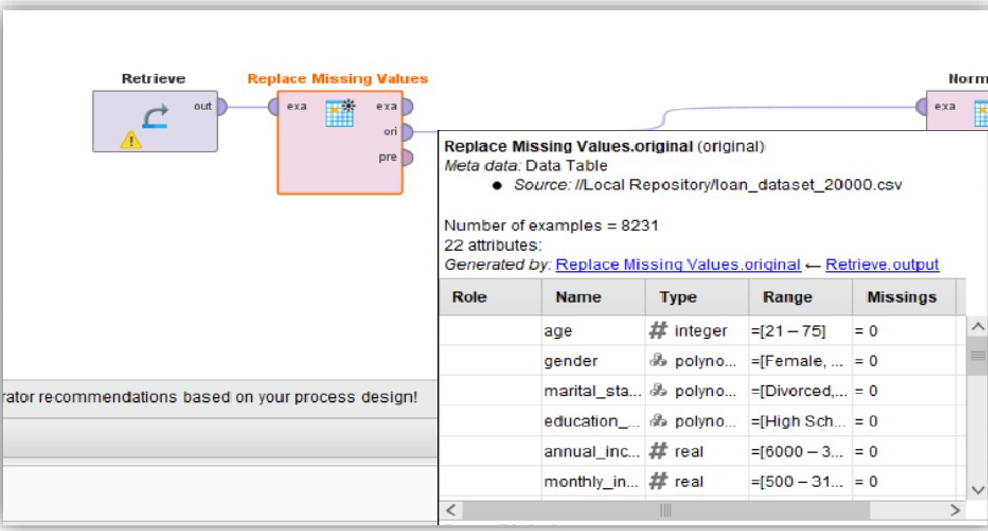 Retrieve
Replace Missing Values
Norm
out
exa
exa
ori
pre
exa
Replace Missing Values.original (original)
Meta data: Data Table
● Source: //Local Repository/loan_dataset_20000.csv
Number of examples = 8231
22 attributes:
Generated by: Replace Missing Values.original ← Retrieve.output
Role Name Type Range Missings
age # integer =[21 – 75] = 0
gender polyno... =[Female, ... = 0
marital_sta... polyno... =[Divorced,... = 0
education_... polyno... =[High Sch... = 0
annual_inc... # real =[6000 – 3... = 0
monthly_in... # real =[500 – 31... = 0
rator recommendations based on your process design!